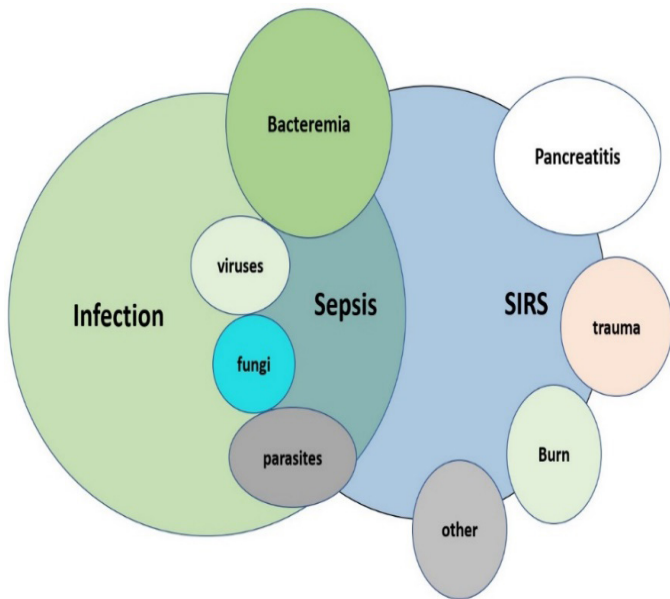 Bacteremia
Pancreatitis
viruses
Infection
Sepsis
SIRS
trauma
fungi
parasites
Burn
other